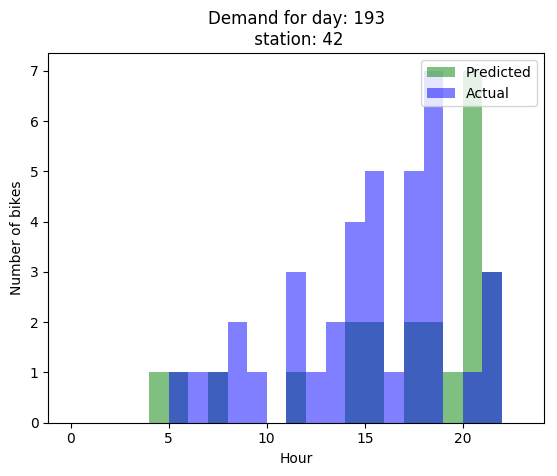 Demand for day: 193
station: 42
Predicted
Actual
Number of bikes
7
6
5
4
3
2
1
0
0 5 10 15 20
Hour